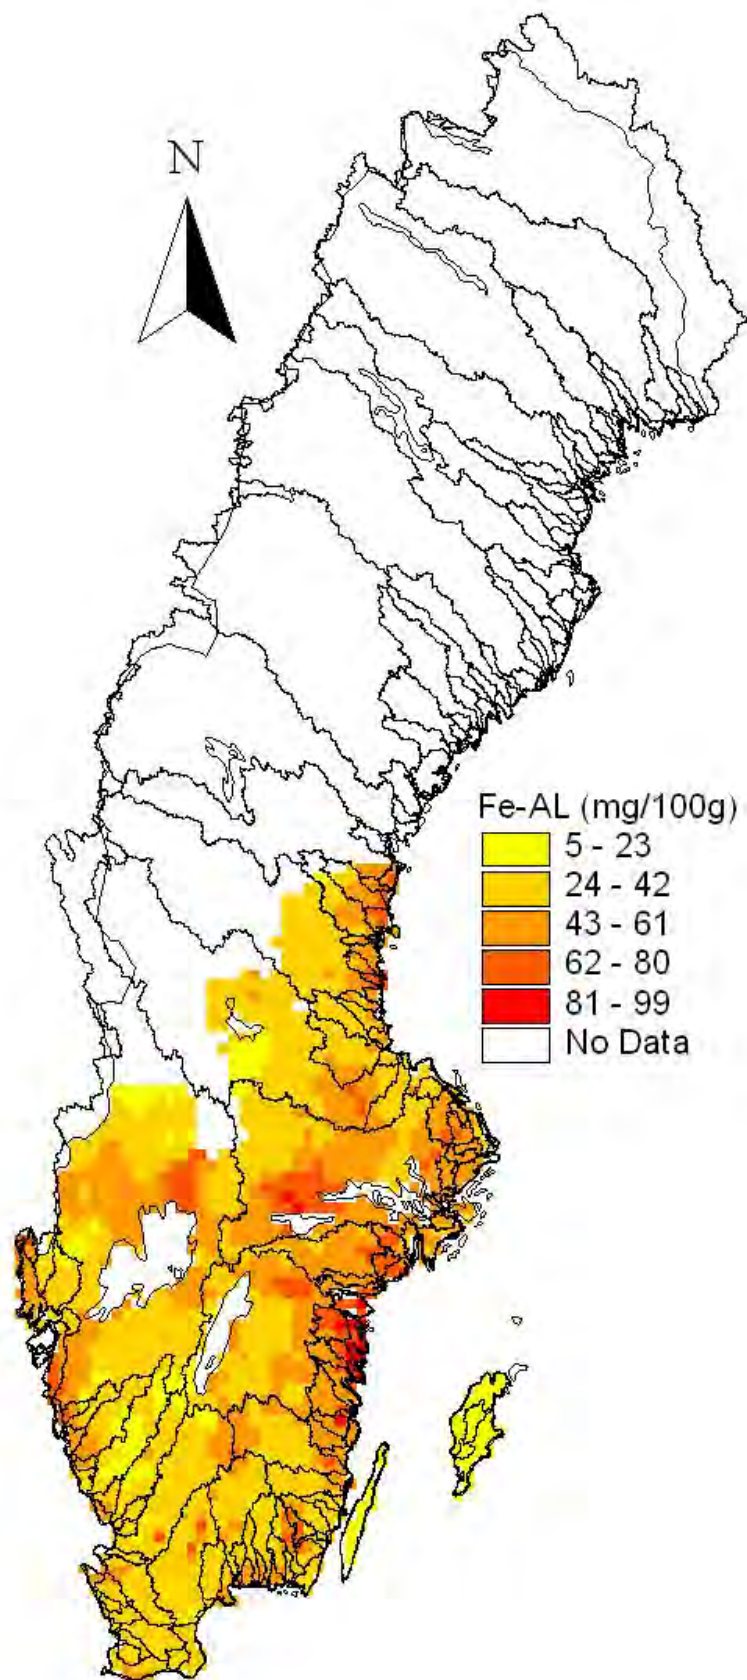 N
Fe-AL (mg/100g)
5 - 23
24 - 42
43 - 61
62 - 80
81 - 99
No Data